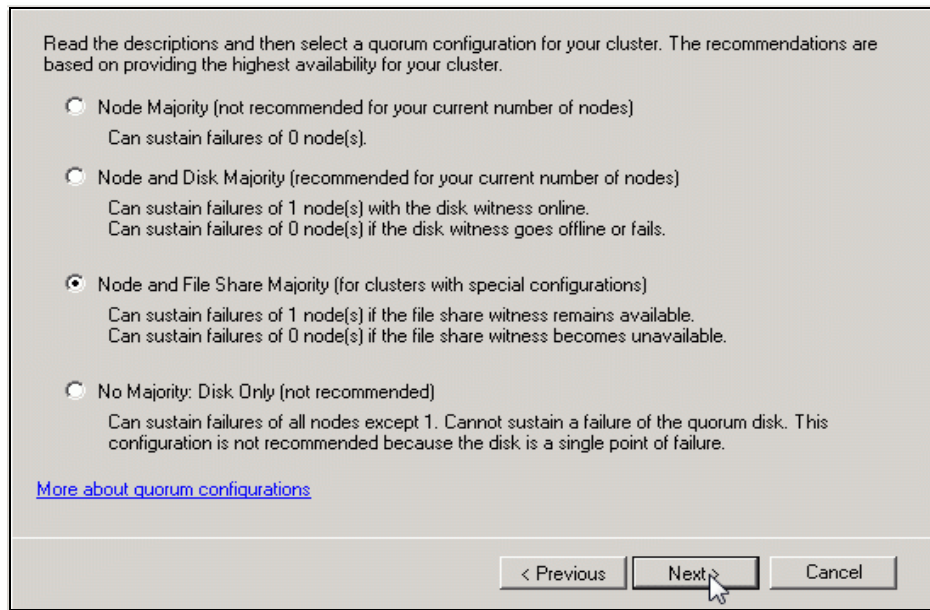 Read the descriptions and then select a quorum configuration for your cluster. The recommendations are
based on providing the highest availability for your cluster.
Node Majority (not recommended for your current number of nodes)
Can sustain failures of 0 node(s).
Node and Disk Majority (recommended for your current number of nodes)
Can sustain failures of 1 node(s) with the disk witness online.
Can sustain failures of 0 node(s) if the disk witness goes offline or fails.
Node and File Share Majority (for clusters with special configurations)
Can sustain failures of 1 node(s) if the file share witness remains available.
Can sustain failures of 0 node(s) if the file share witness becomes unavailable.
No Majority: Disk Only (not recommended)
Can sustain failures of all nodes except 1. Cannot sustain a failure of the quorum disk. This
configuration is not recommended because the disk is a single point of failure.
More about quorum configurations
< Previous Next > Cancel